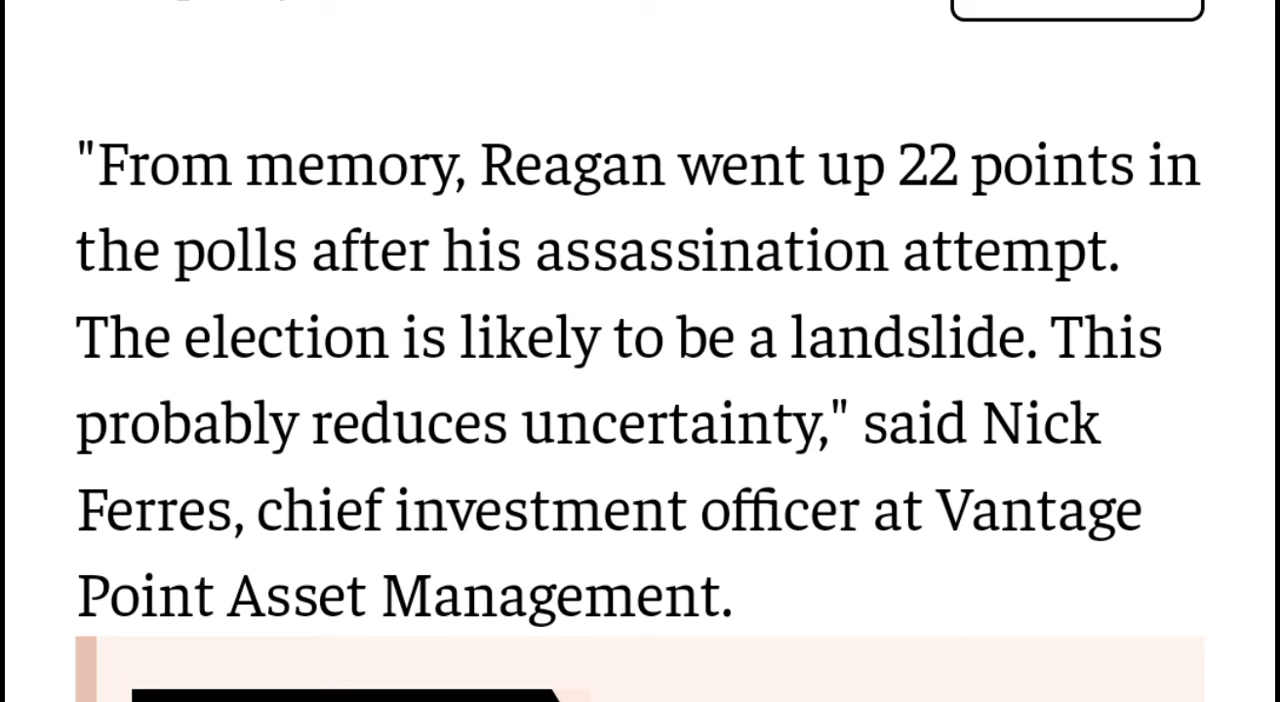 "From memory, Reagan went up 22 points in
the polls after his assassination attempt.
The election is likely to be a landslide. This
probably reduces uncertainty," said Nick
Ferres, chief investment officer at Vantage
Point Asset Management.